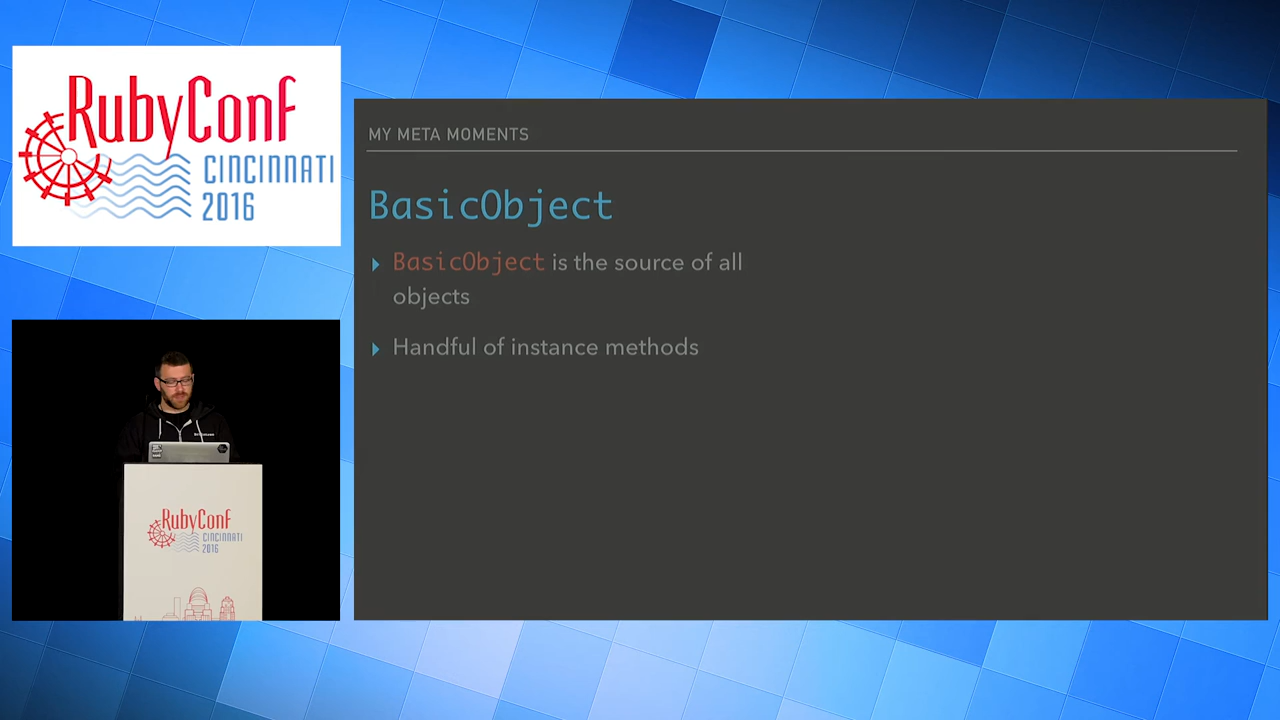 RubyConf
CINCINNATI
2016
MY META MOMENTS
BasicObject
BasicObject is the source of all
objects
Handful of instance methods
RubyConf
CINCINNATI
2016